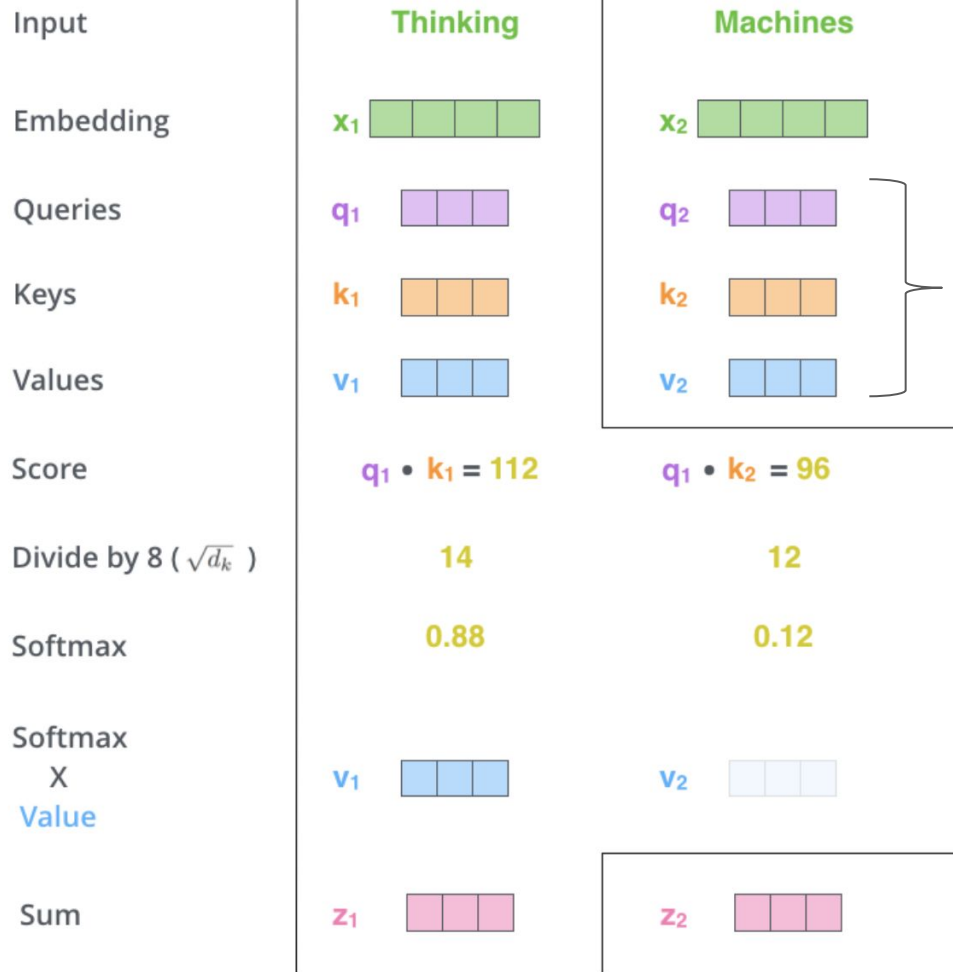 Input Thinking Machines
Embedding x₁ x₂
Queries q₁ q₂
Keys k₁ k₂
Values v₁ v₂
Score q₁ • k₁ = 112 q₁ • k₂ = 96
Divide by 8 ( √dₖ ) 14 12
Softmax 0.88 0.12
Softmax
X
Value
v₁ v₂
Sum z₁ z₂